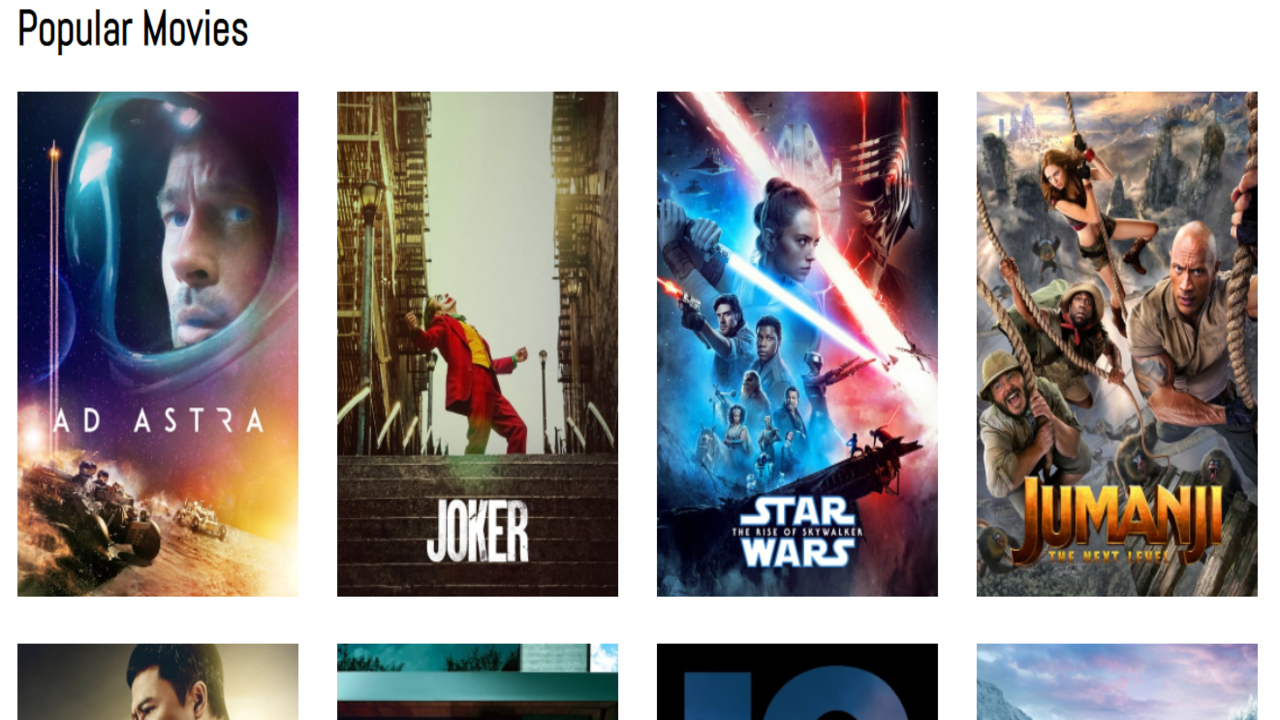 Popular Movies
AD ASTRA
JOKER
STAR
THE RISE OF SKYWALKER
WARS
JUMANJI
THE NEXT LEVEL